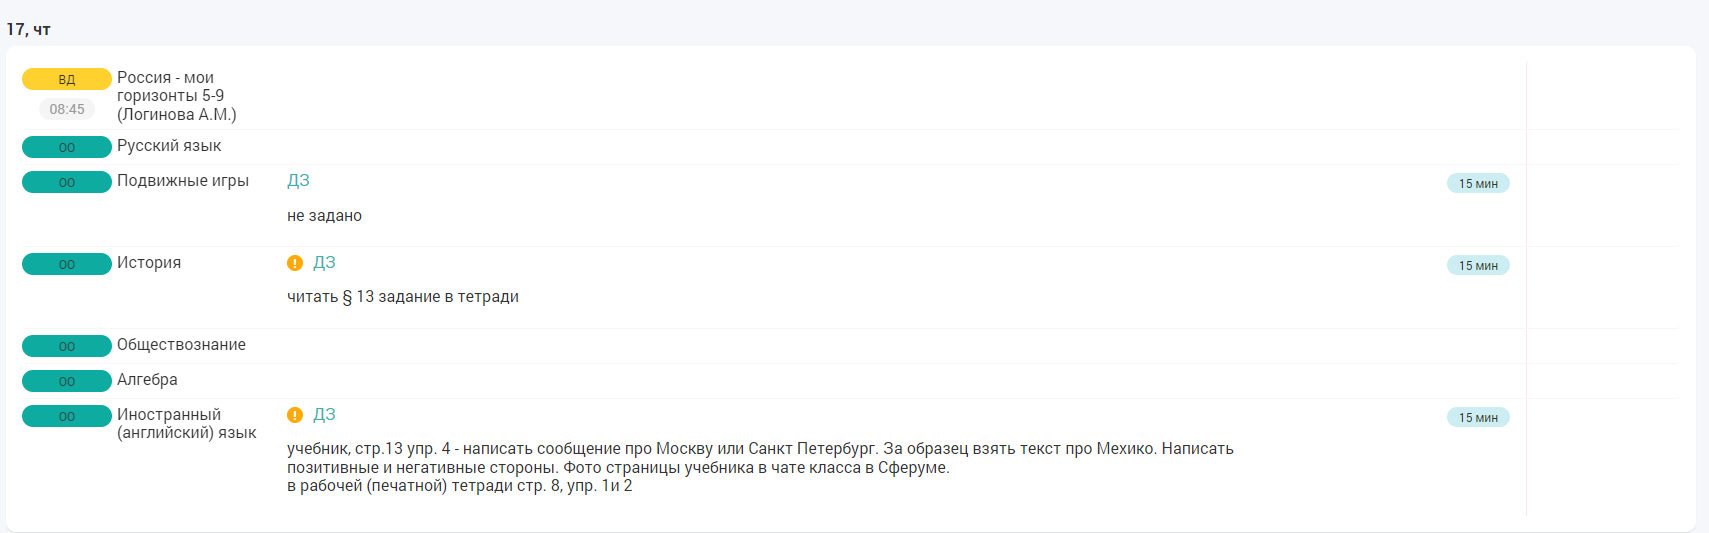 17, чт
ВД
Россия - мои
горизонты 5-9
(Логинова А.М.)
08:45
ОО
Русский язык
ОО
Подвижные игры
ДЗ
15 мин
не задано
ОО
История
! ДЗ
15 мин
читать § 13 задание в тетради
ОО
Обществознание
ОО
Алгебра
ОО
Иностранный
(английский) язык
! ДЗ
15 мин
учебник, стр.13 упр. 4 - написать сообщение про Москву или Санкт Петербург. За образец взять текст про Мехико. Написать
позитивные и негативные стороны. Фото страницы учебника в чате класса в Сферуме.
в рабочей (печатной) тетради стр. 8, упр. 1и 2